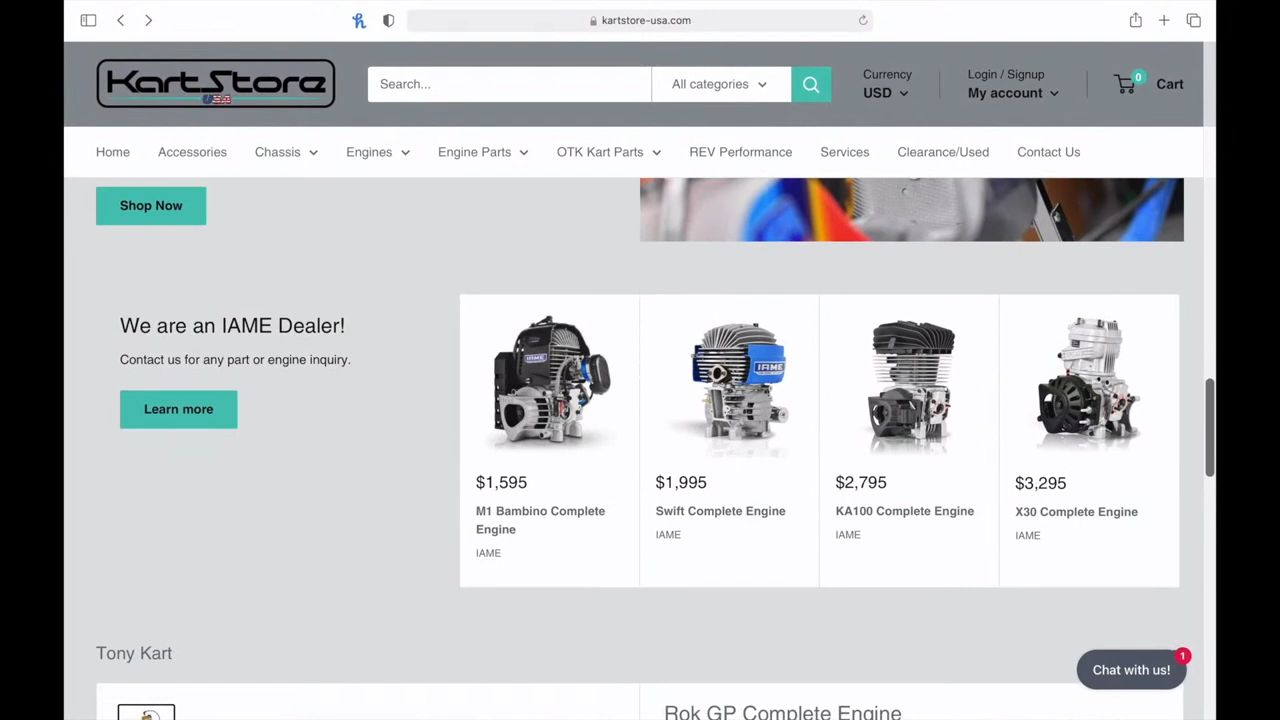 kartstore-usa.com
KartStore
USA
Search...
All categories
Currency
USD
Login / Signup
My account
0
Cart
Home
Accessories
Chassis
Engines
Engine Parts
OTK Kart Parts
REV Performance
Services
Clearance/Used
Contact Us
Shop Now
We are an IAME Dealer!
Contact us for any part or engine inquiry.
Learn more
IAME
IAME
$1,595
M1 Bambino Complete
Engine
IAME
$1,995
Swift Complete Engine
IAME
$2,795
KA100 Complete Engine
IAME
$3,295
X30 Complete Engine
IAME
Tony Kart
Rok GP Complete Engine
Chat with us!
1